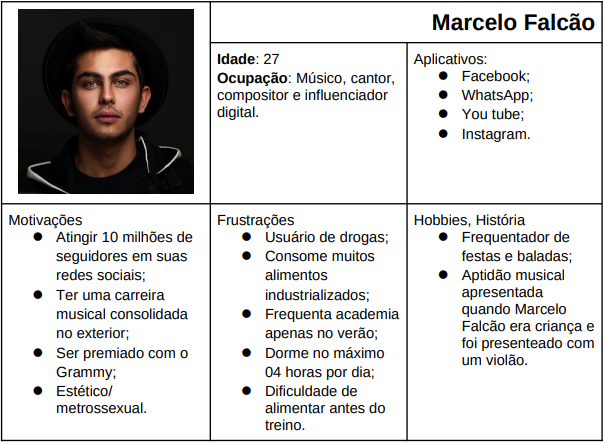 Marcelo Falcão
Idade: 27
Ocupação: Músico, cantor,
compositor e influenciador
digital.
Aplicativos:
● Facebook;
● WhatsApp;
● You tube;
● Instagram.
Motivações
● Atingir 10 milhões de
seguidores em suas
redes sociais;
● Ter uma carreira
musical consolidada
no exterior;
● Ser premiado com o
Grammy;
● Estético/
metrossexual.
Frustrações
● Usuário de drogas;
● Consome muitos
alimentos
industrializados;
● Frequenta academia
apenas no verão;
● Dorme no máximo
04 horas por dia;
● Dificuldade de
alimentar antes do
treino.
Hobbies, História
● Frequentador de
festas e baladas;
● Aptidão musical
apresentada
quando Marcelo
Falcão era criança e
foi presenteado com
um violão.